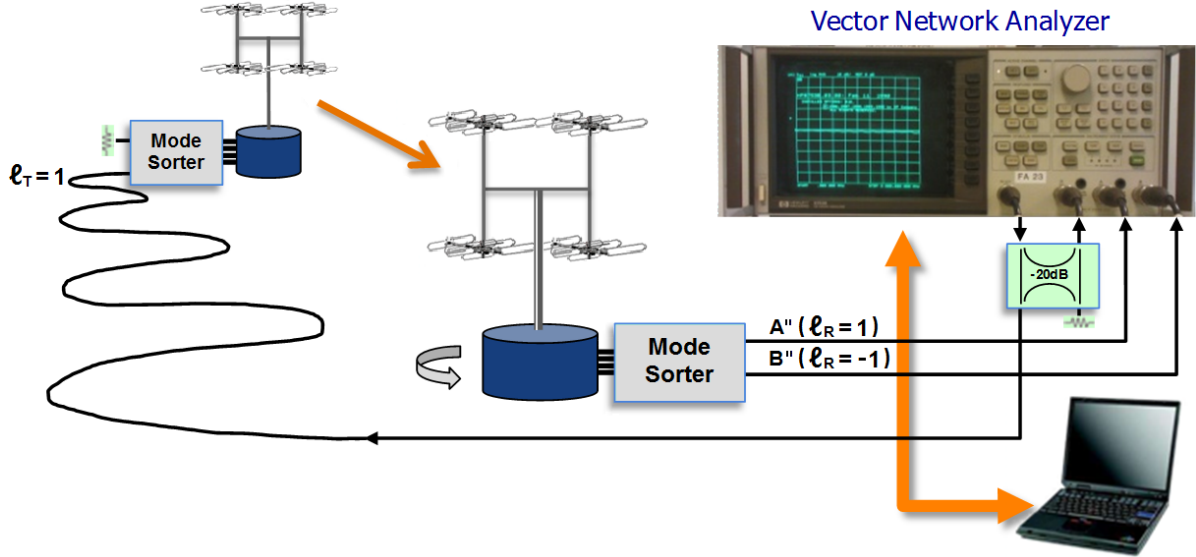 Vector Network Analyzer
Mode
Sorter
ℓT = 1
FA 23
-20dB
A" ( ℓR = 1 )
B" ( ℓR = -1 )
Mode
Sorter